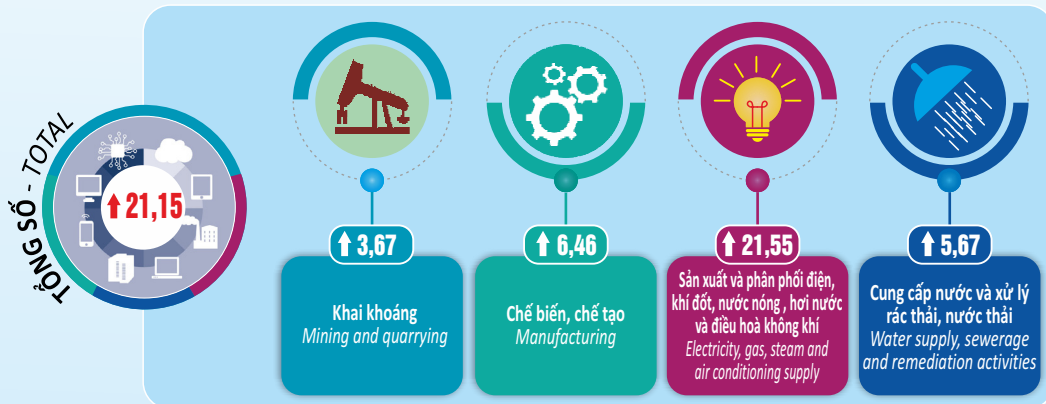 TỔNG SỐ - TOTAL
21,15
3,67
Khai khoáng
Mining and quarrying
6,46
Chế biến, chế tạo
Manufacturing
21,55
Sản xuất và phân phối điện,
khí đốt, nước nóng , hơi nước
và điều hoà không khí
Electricity, gas, steam and
air conditioning supply
5,67
Cung cấp nước và xử lý
rác thải, nước thải
Water supply, sewerage
and remediation activities